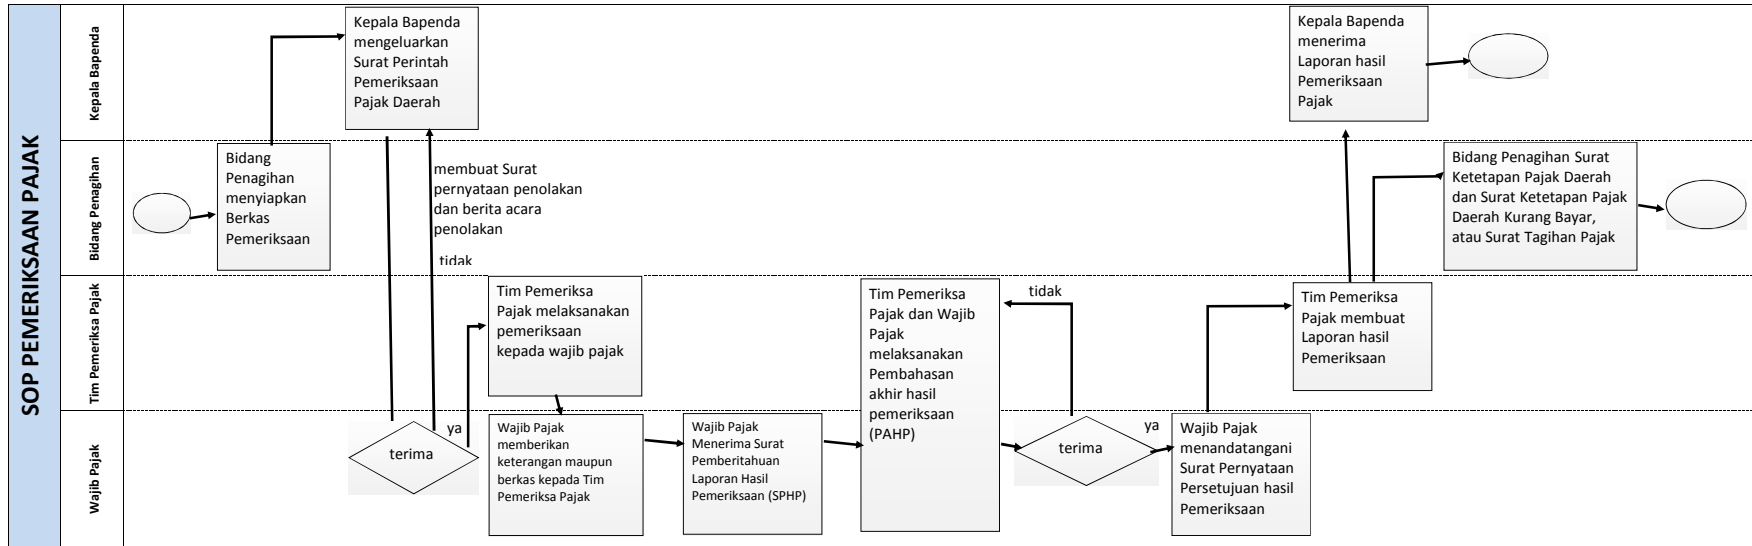 SOP PEMERIKSAAN PAJAK
Kepala Bapenda
Kepala Bapenda
mengeluarkan
Surat Perintah
Pemeriksaan
Pajak Daerah
Kepala Bapenda
menerima
Laporan hasil
Pemeriksaan
Pajak
Bidang Penagihan
Bidang
Penagihan
menyiapkan
Berkas
Pemeriksaan
membuat Surat
pernyataan penolakan
dan berita acara
penolakan
tidak
Bidang Penagihan Surat
Ketetapan Pajak Daerah
dan Surat Ketetapan Pajak
Daerah Kurang Bayar,
atau Surat Tagihan Pajak
Tim Pemeriksa Pajak
Tim Pemeriksa
Pajak melaksanakan
pemeriksaan
kepada wajib pajak
Tim Pemeriksa
Pajak dan Wajib
Pajak
melaksanakan
Pembahasan
akhir hasil
pemeriksaan
(PAHP)
tidak
Tim Pemeriksa
Pajak membuat
Laporan hasil
Pemeriksaan
Wajib Pajak
terima
ya
Wajib Pajak
memberikan
keterangan maupun
berkas kepada Tim
Pemeriksa Pajak
Wajib Pajak
Menerima Surat
Pemberitahuan
Laporan Hasil
Pemeriksaan (SPHP)
terima
ya
Wajib Pajak
menandatangani
Surat Pernyataan
Persetujuan hasil
Pemeriksaan